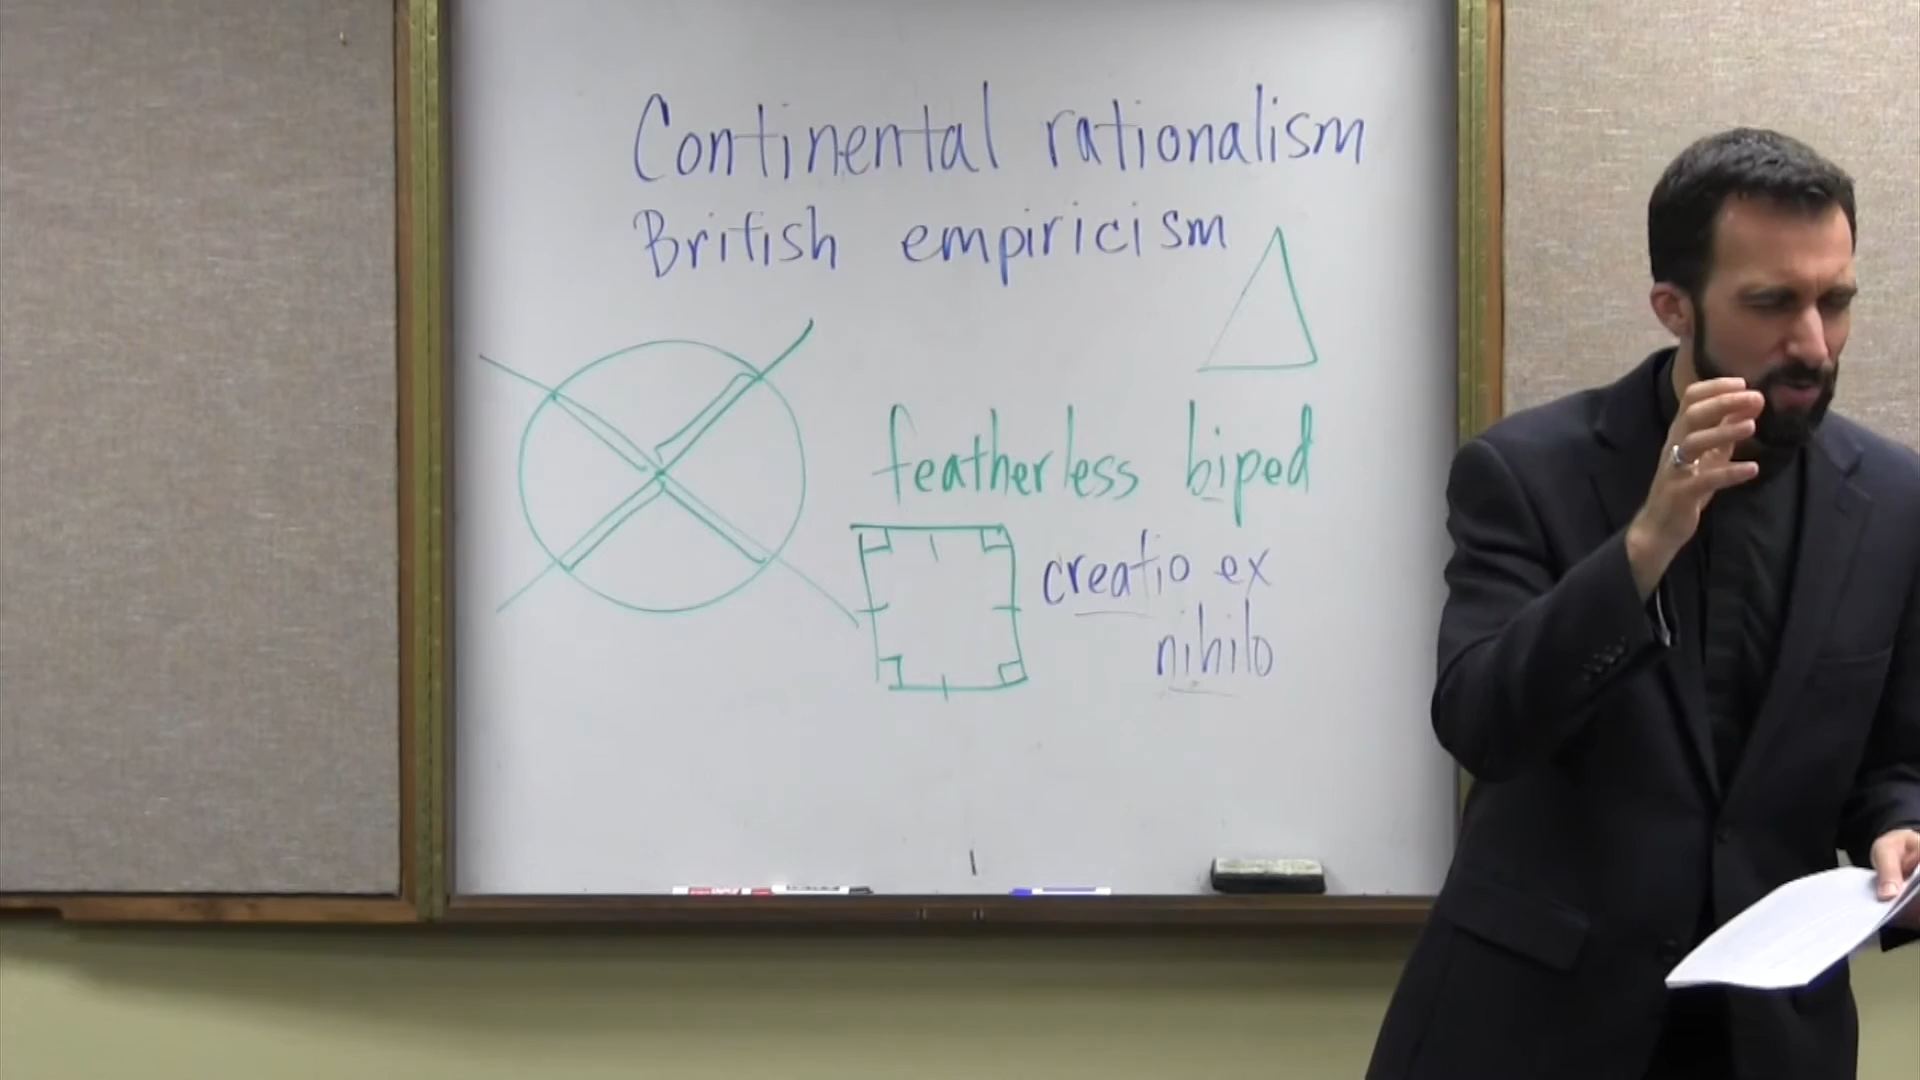 Continental rationalism
British empiricism
featherless biped
creatio ex
nihilo